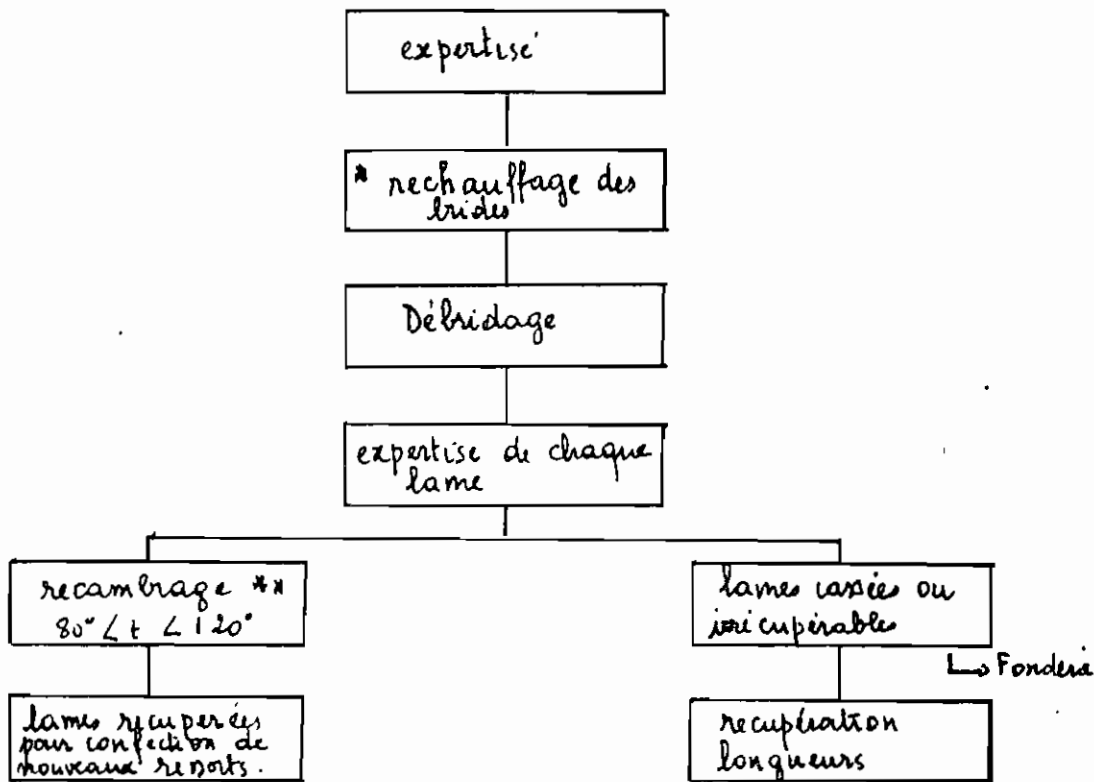 expertisé
* rechauffage des
brides
Débridage
expertise de chaque
lame
recambrage **
80° < t < 120°
lames récuperées
pour confection de
nouveaux ressorts.
lames cassées ou
irrécupérables
↳ Fonderie
recupération
longueurs